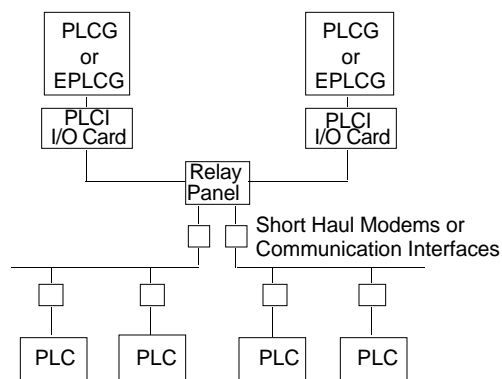 PLCG
or
EPLCG
PLCG
or
EPLCG
PLCI
I/O Card
PLCI
I/O Card
Relay
Panel
Short Haul Modems or
Communication Interfaces
PLC
PLC
PLC
PLC